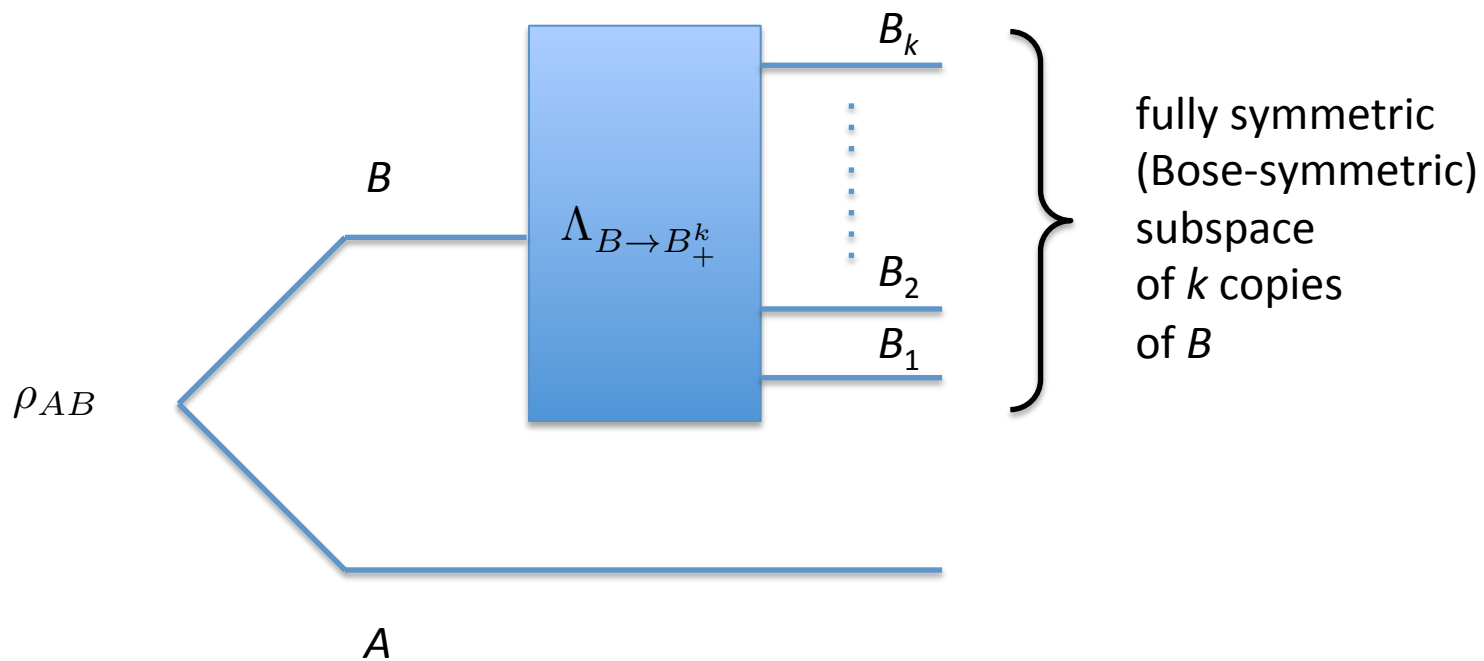 B_k
fully symmetric
(Bose-symmetric)
subspace
of k copies
of B
B
Λ_{B→B_+^k}
B_2
B_1
ρ_{AB}
A